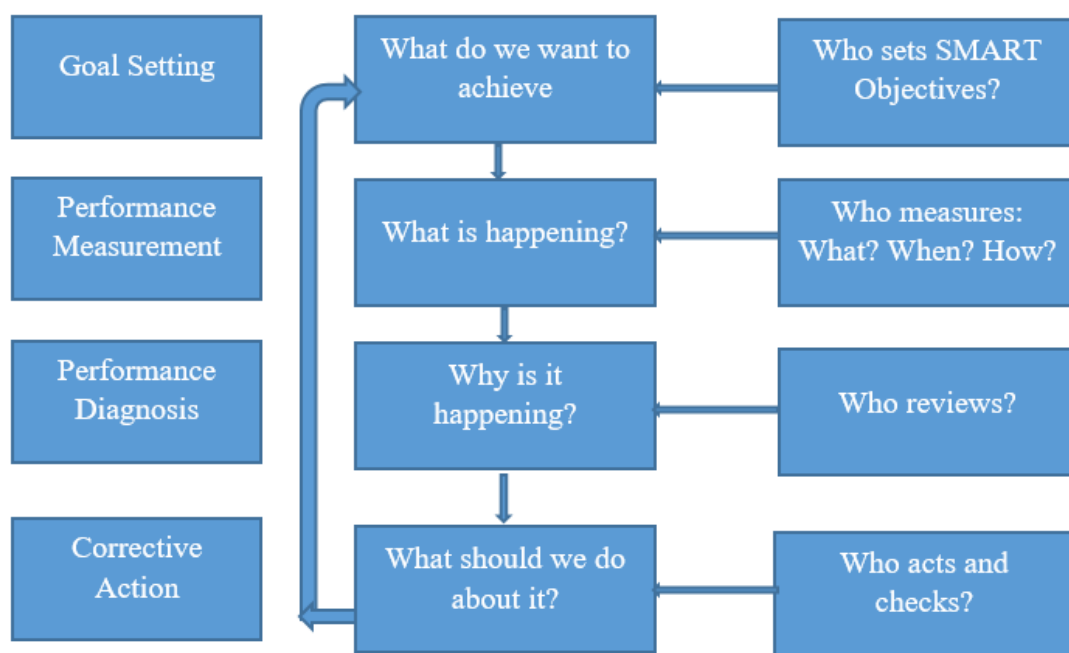 Goal Setting
What do we want to
achieve
Who sets SMART
Objectives?
Performance
Measurement
What is happening?
Who measures:
What? When? How?
Performance
Diagnosis
Why is it
happening?
Who reviews?
Corrective
Action
What should we do
about it?
Who acts and
checks?